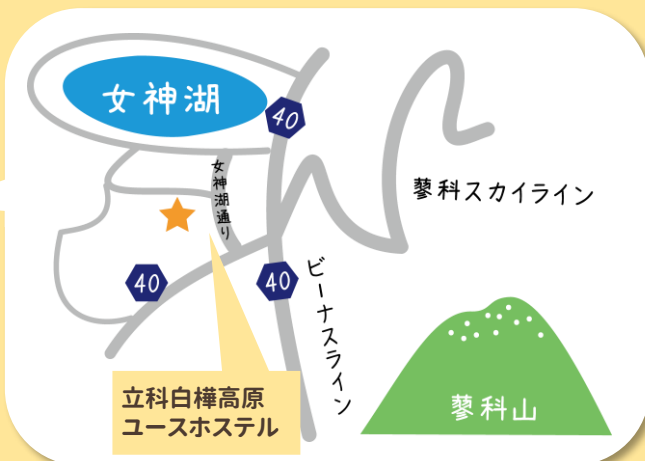 女神湖
40
女神湖通り
蓼科スカイライン
40
40
ビーナスライン
立科白樺高原
ユースホステル
蓼科山